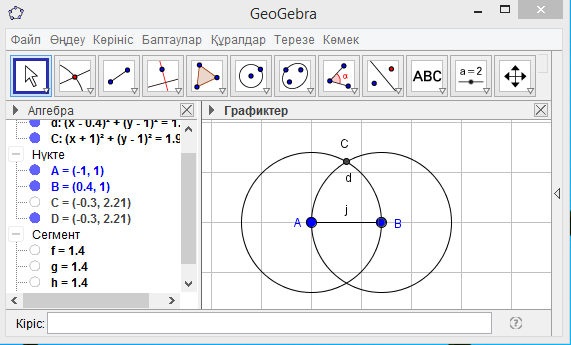 GeoGebra
Файл Өңдеу Көрініс Баптаулар Құралдар Терезе Көмек
ABC a = 2
Алгебра
Графиктер
d: (x - 0.4)² + (y - 1)² = 1.
C: (x + 1)² + (y - 1)² = 1.9
Нүкте
A = (-1, 1)
B = (0.4, 1)
C = (-0.3, 2.21)
D = (-0.3, 2.21)
Сегмент
f = 1.4
g = 1.4
h = 1.4
C
d
j
A
B
Кіріс: